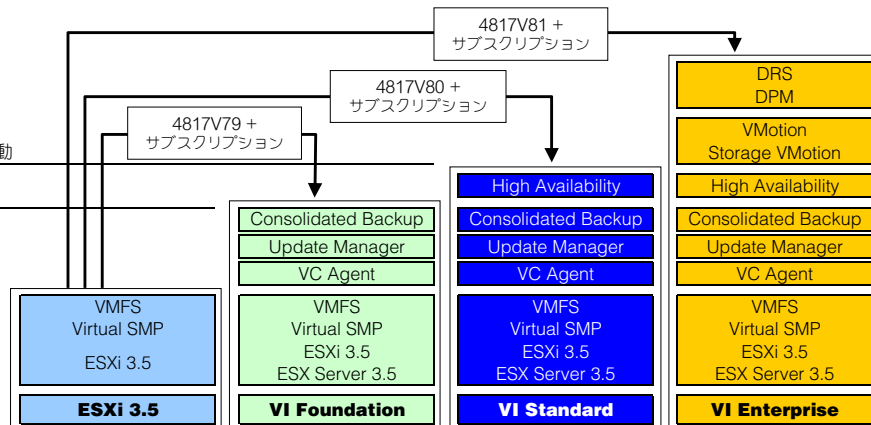 4817V81 +
サブスクリプション
4817V80 +
サブスクリプション
4817V79 +
サブスクリプション
動
DRS
DPM
VMotion
Storage VMotion
High Availability
High Availability
Consolidated Backup
Consolidated Backup
Consolidated Backup
Update Manager
Update Manager
Update Manager
VC Agent
VC Agent
VC Agent
VMFS
Virtual SMP
ESXi 3.5
VMFS
Virtual SMP
ESXi 3.5
ESX Server 3.5
VMFS
Virtual SMP
ESXi 3.5
ESX Server 3.5
VMFS
Virtual SMP
ESXi 3.5
ESX Server 3.5
ESXi 3.5
VI Foundation
VI Standard
VI Enterprise